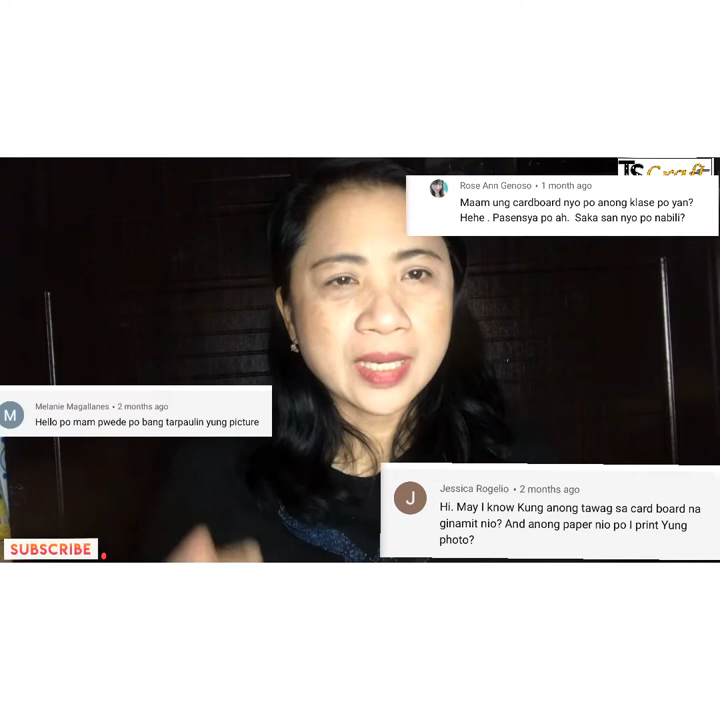 TS Craft
Rose Ann Genoso • 1 month ago
Maam ung cardboard nyo po anong klase po yan?
Hehe . Pasensya po ah. Saka san nyo po nabili?
M
Melanie Magallanes • 2 months ago
Hello po mam pwede po bang tarpaulin yung picture
J
Jessica Rogelio • 2 months ago
Hi. May I know Kung anong tawag sa card board na
ginamit nio? And anong paper nio po I print Yung
photo?
SUBSCRIBE